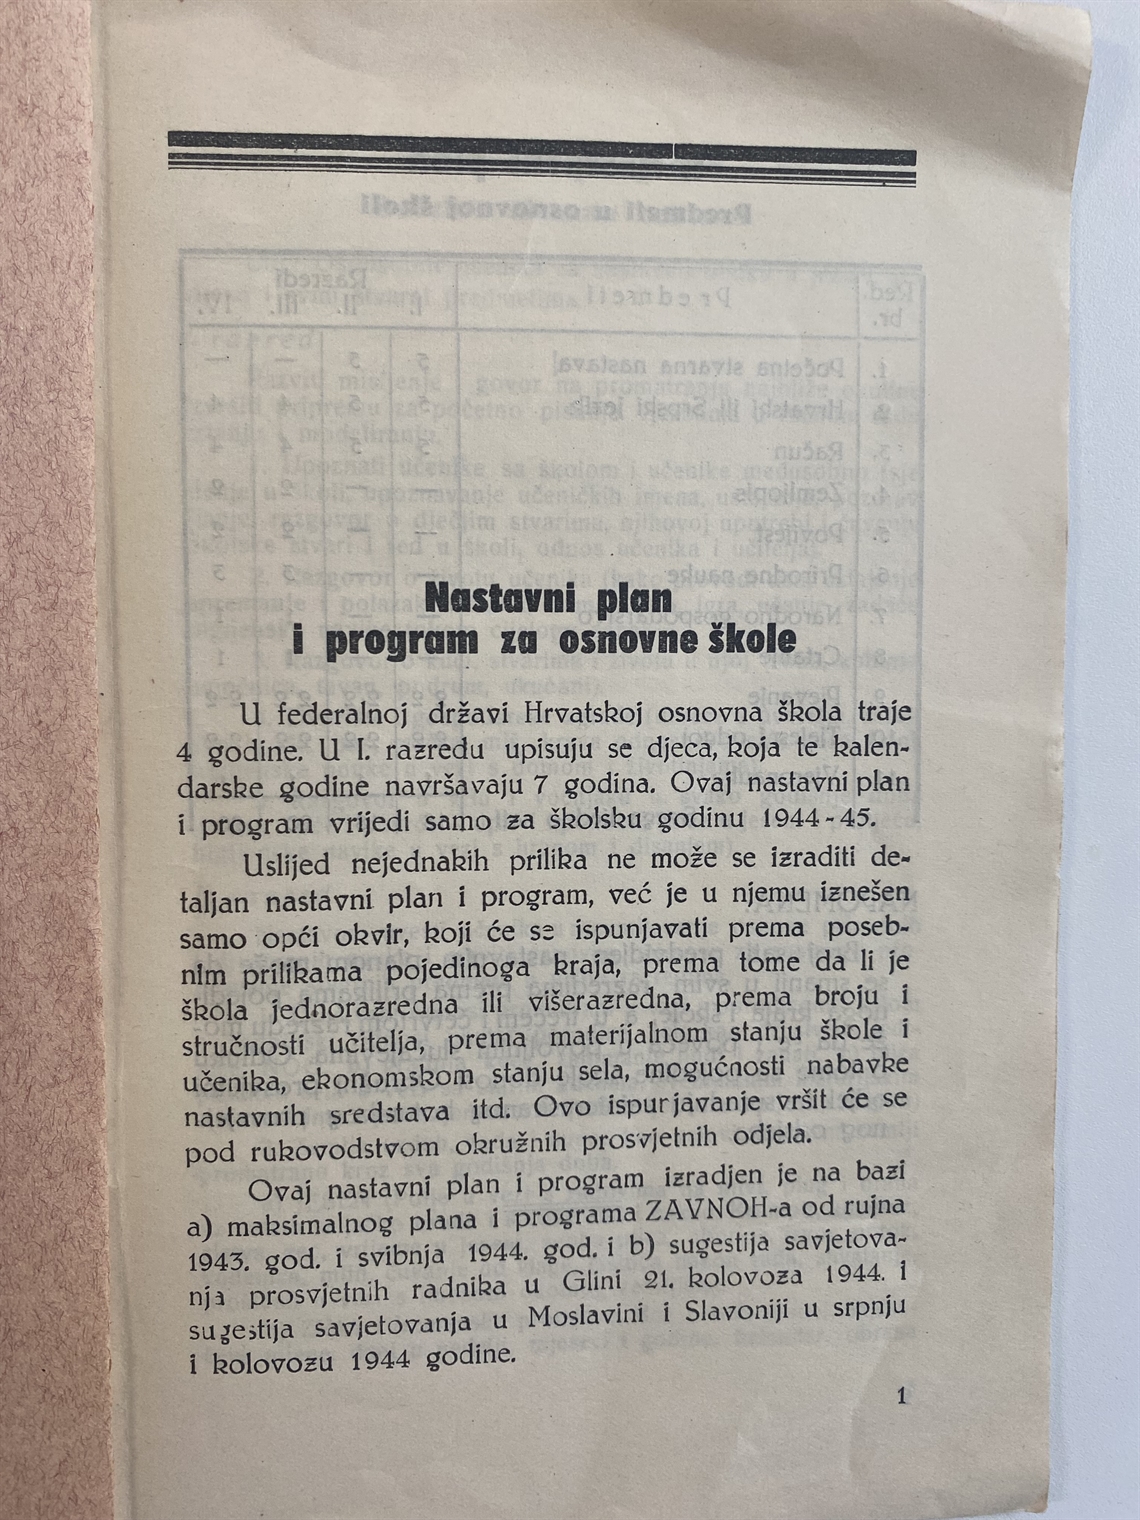 Nastavni plan
i program za osnovne škole
U federalnoj državi Hrvatskoj osnovna škola traje
4 godine. U I. razredu upisuju se djeca, koja te kalen-
darske godine navršavaju 7 godina. Ovaj nastavni plan
i program vrijedi samo za školsku godinu 1944-45.
Uslijed nejednakih prilika ne može se izraditi de-
taljan nastavni plan i program, već je u njemu iznešen
samo opći okvir, koji će se ispunjavati prema poseb-
nim prilikama pojedinoga kraja, prema tome da li je
škola jednorazredna ili višerazredna, prema broju i
stručnosti učitelja, prema materijalnom stanju škole i
učenika, ekonomskom stanju sela, mogućnosti nabavke
nastavnih sredstava itd. Ovo ispunjavanje vršit će se
pod rukovodstvom okružnih prosvjetnih odjela.
Ovaj nastavni plan i program izradjen je na bazi
a) maksimalnog plana i programa ZAVNOH-a od rujna
1943. god. i svibnja 1944. god. i b) sugestija savjetova-
nja prosvjetnih radnika u Glini 21. kolovoza 1944. i
sugestija savjetovanja u Moslavini i Slavoniji u srpnju
i kolovozu 1944 godine.
1